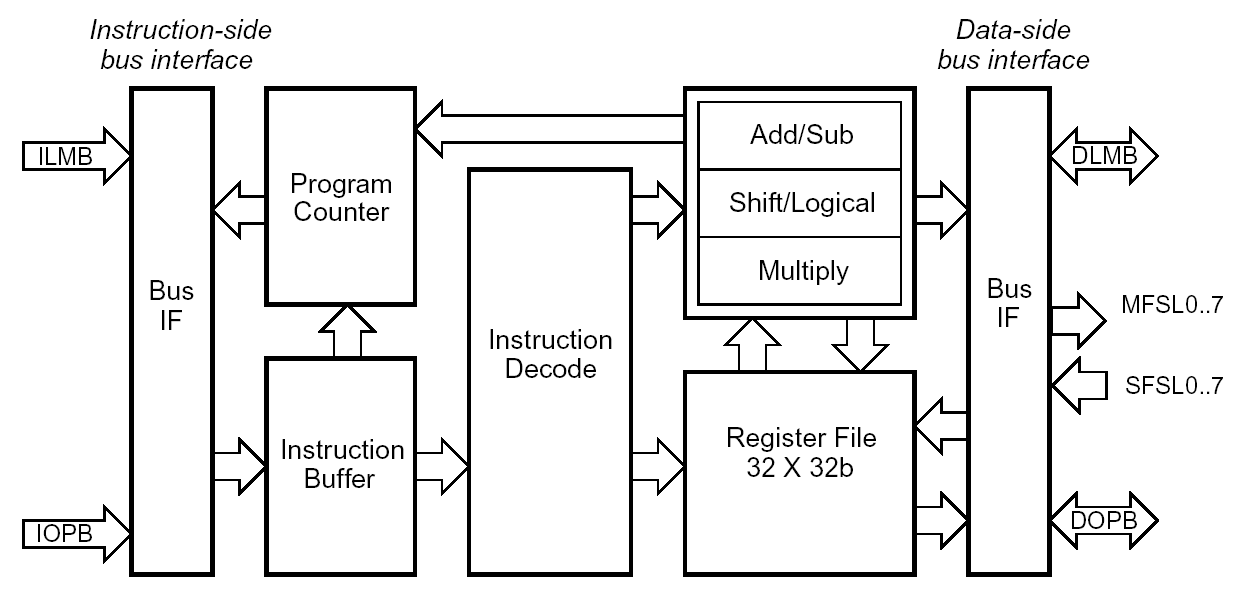 Instruction-side
bus interface
Data-side
bus interface
ILMB
Bus
IF
IOPB
Program
Counter
Instruction
Buffer
Instruction
Decode
Add/Sub
Shift/Logical
Multiply
Register File
32 X 32b
Bus
IF
DLMB
MFSL0..7
SFSL0..7
DOPB